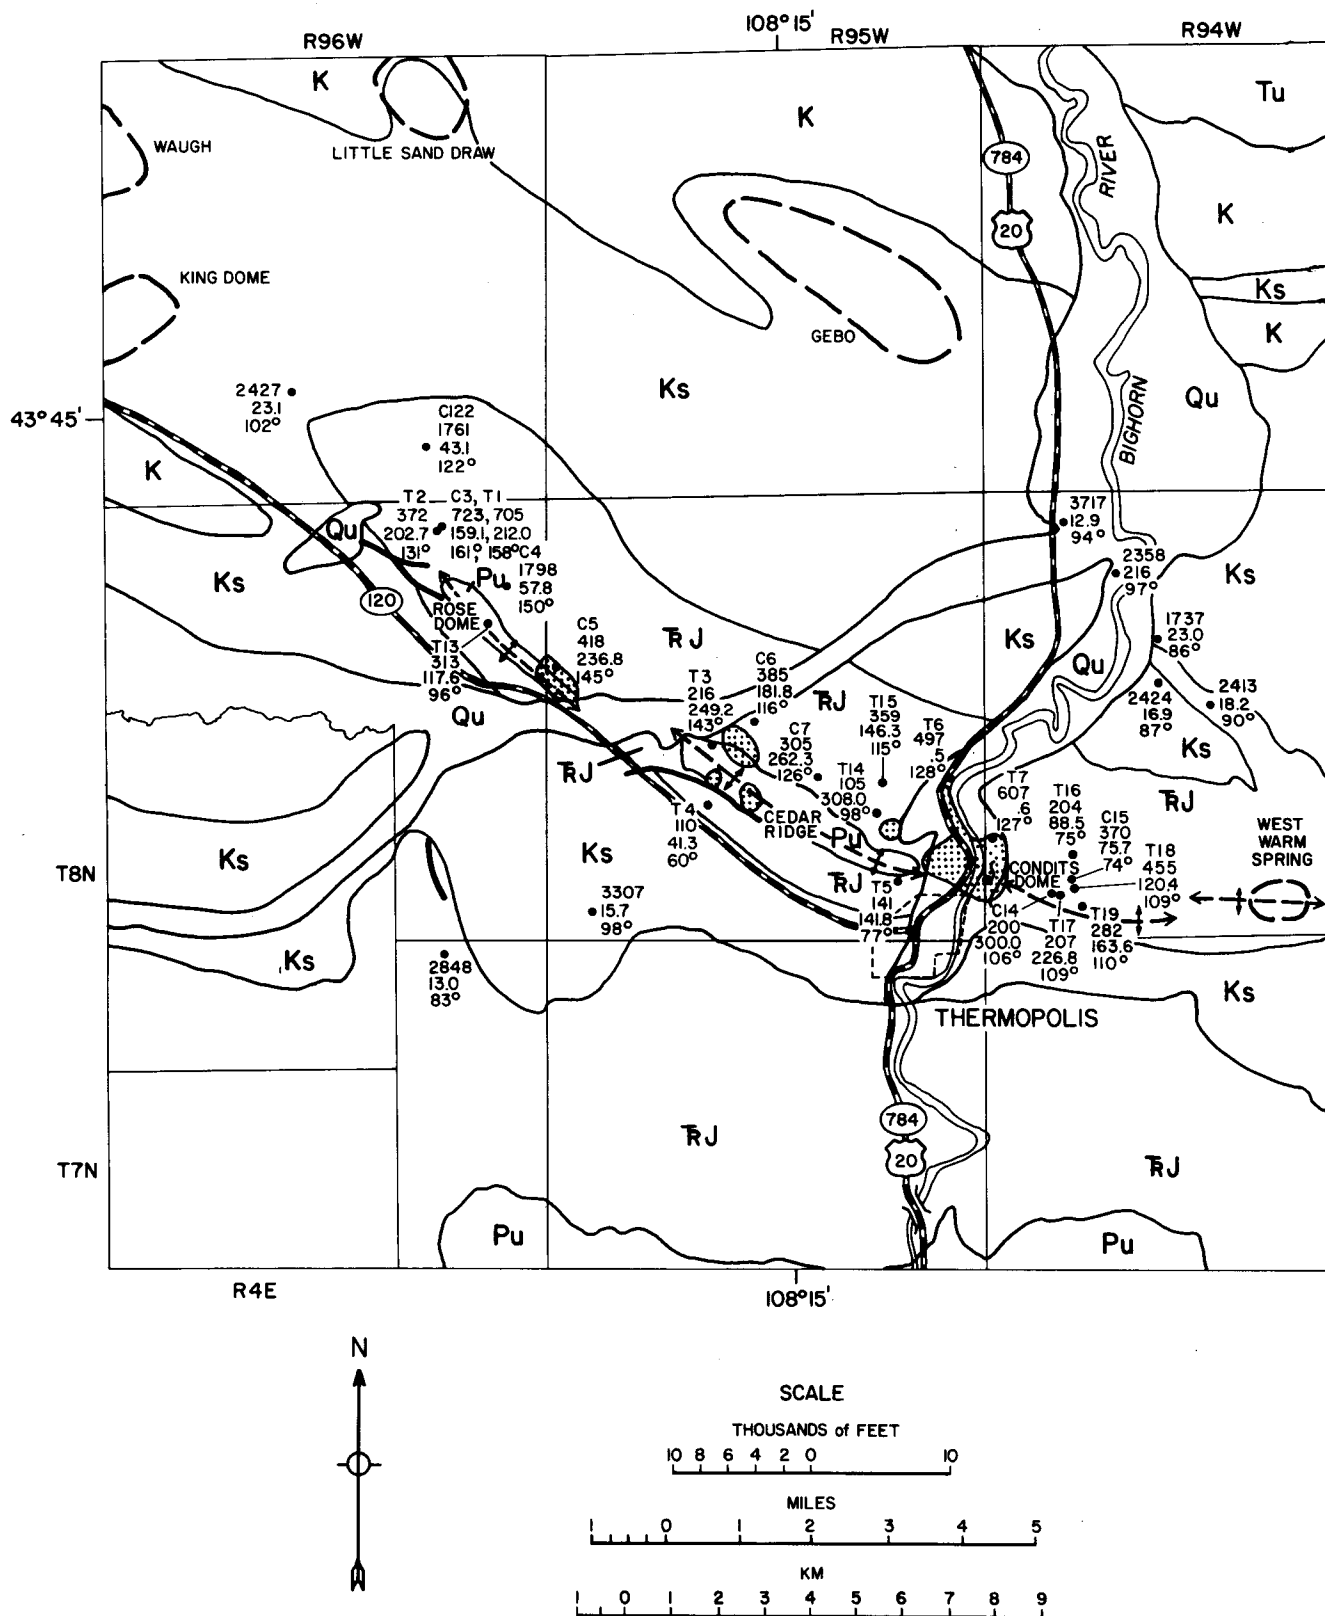 108°15'
R96W
R95W
R94W
K
Tu
K
WAUGH
LITTLE SAND DRAW
784
RIVER
K
20
KING DOME
Ks
GEBO
K
Ks
2427
23.1
102°
Qu
43°45'
C122
1761
43.1
122°
BIGHORN
K
T2
372
202.7
131°
C3, T1
723, 705
159.1, 212.0
161°, 158°
Qu
3717
12.9
94°
C4
1798
57.8
150°
Pu
2358
216
97°
Ks
Ks
120
ROSE
DOME
T13
313
117.6
96°
C5
418
236.8
145°
TRJ
Ks
1737
23.0
86°
Qu
C6
385
181.8
116°
T3
216
249.2
143°
TRJ
2424
16.9
87°
2413
18.2
90°
Qu
T15
359
146.3
115°
T6
497
.5
128°
Ks
C7
305
262.3
126°
TRJ
T14
105
308.0
98°
T7
607
.6
127°
T16
204
88.5
75°
TRJ
T4
110
41.3
60°
CEDAR
RIDGE
Pu
C15
370
75.7
74°
WEST
WARM
SPRING
T18
455
120.4
109°
Ks
Ks
T8N
TRJ
CONDITS
DOME
T5
141
141.8
77°
3307
15.7
98°
C14
200
300.0
106°
T17
207
226.8
109°
T19
282
163.6
110°
Ks
2848
13.0
83°
Ks
THERMOPOLIS
784
TRJ
20
T7N
TRJ
Pu
Pu
R4E
108°15'
N
SCALE
THOUSANDS of FEET
10 8 6 4 2 0 10
MILES
1 0 1 2 3 4 5
KM
1 0 1 2 3 4 5 6 7 8 9